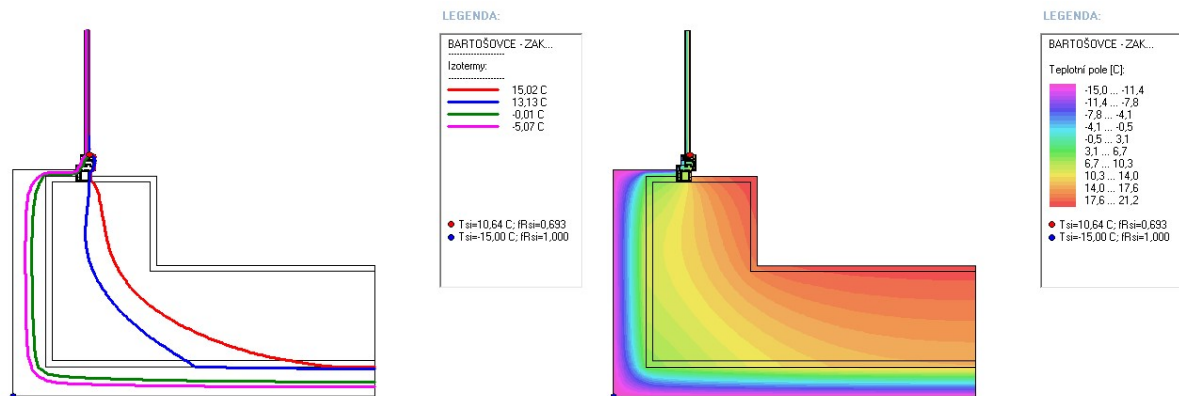 LEGENDA:
BARTOŠOVCE - ZAK...
Izotermy:
15,02 C
13,13 C
-0,01 C
-5,07 C
Tsi=10,64 C; fRsi=0,693
Tsi=-15,00 C; fRsi=1,000
LEGENDA:
BARTOŠOVCE - ZAK...
Teplotní pole [C]:
-15,0 ... -11,4
-11,4 ... -7,8
-7,8 ... -4,1
-4,1 ... -0,5
-0,5 ... 3,1
3,1 ... 6,7
6,7 ... 10,3
10,3 ... 14,0
14,0 ... 17,6
17,6 ... 21,2
Tsi=10,64 C; fRsi=0,693
Tsi=-15,00 C; fRsi=1,000